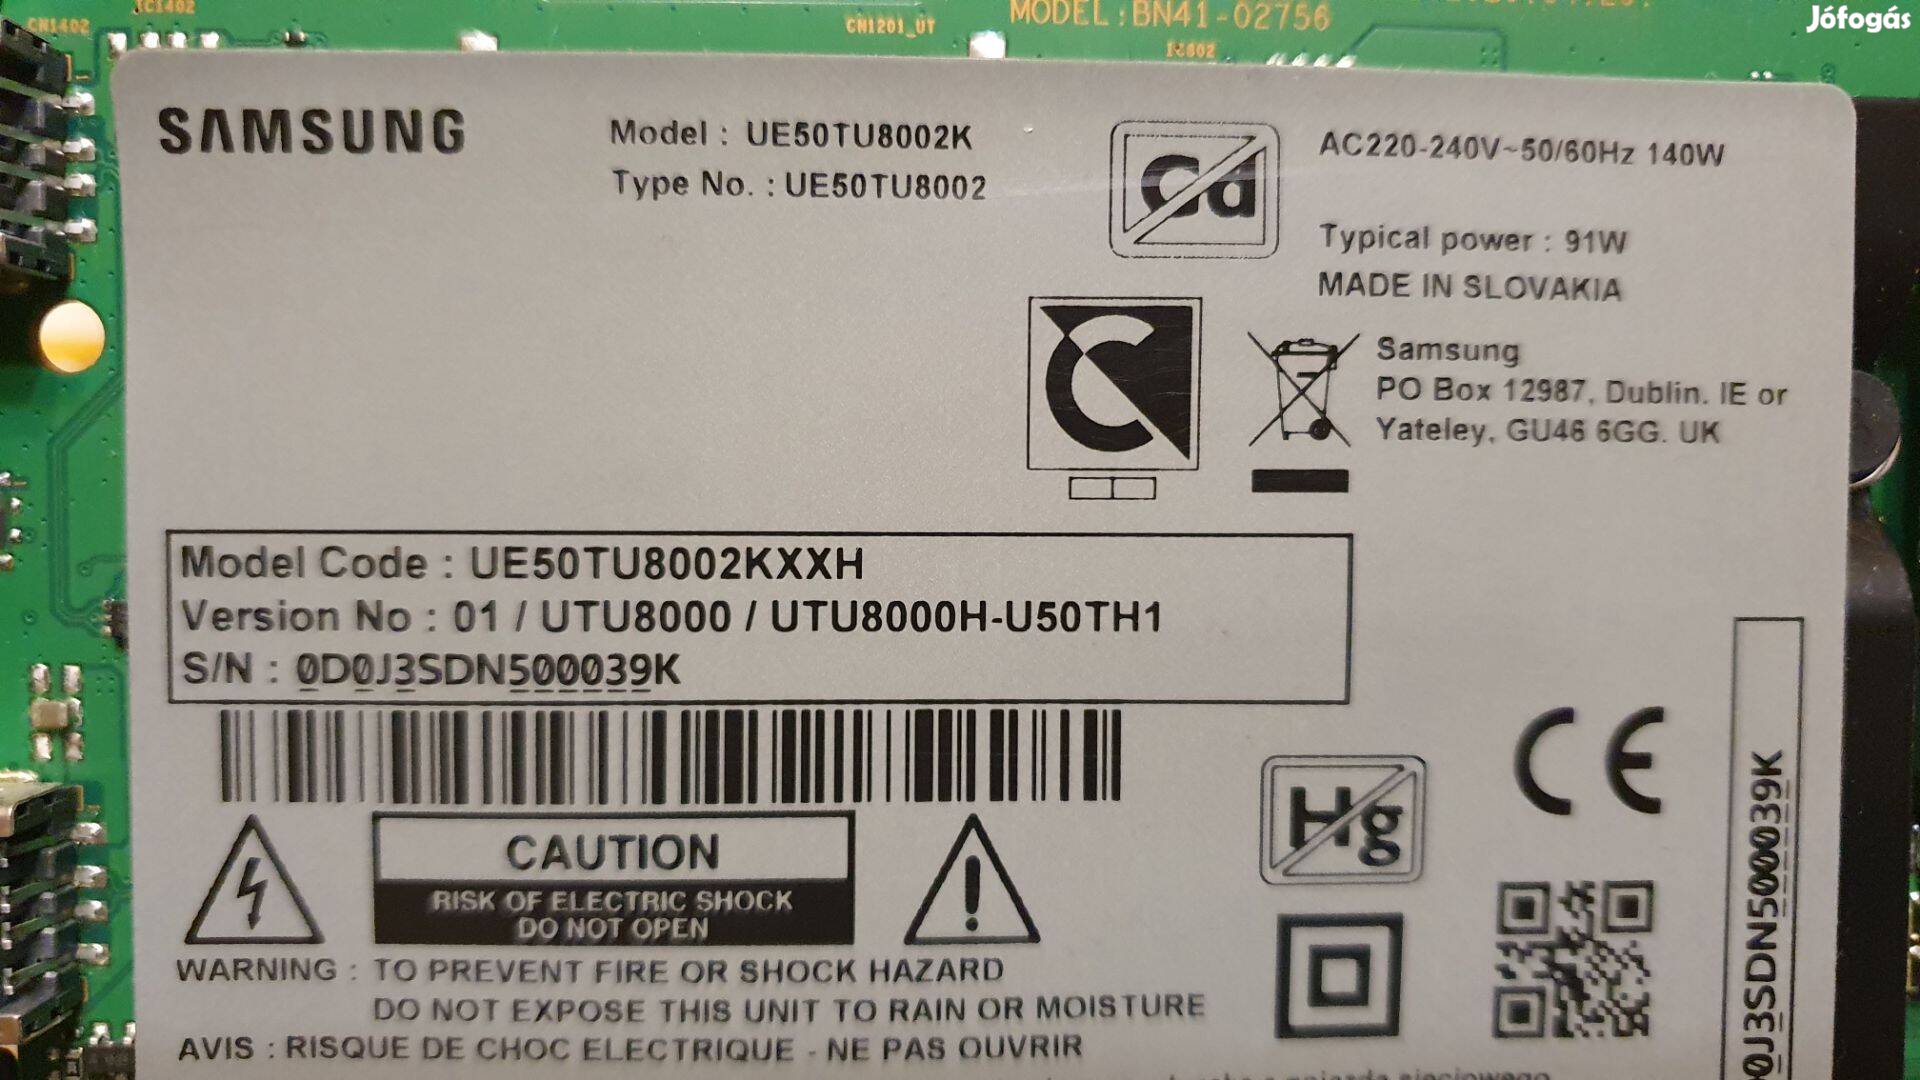 CN1402
IC1402
CN1201_UT
MODEL:BN41-02756
Jófogás
SAMSUNG
Model : UE50TU8002K
Type No. : UE50TU8002
Cd
AC220-240V~50/60Hz 140W
Typical power : 91W
MADE IN SLOVAKIA
C
Samsung
PO Box 12987, Dublin. IE or
Yateley, GU46 6GG. UK
Model Code : UE50TU8002KXXH
Version No : 01 / UTU8000 / UTU8000H-U50TH1
S/N : 0D0J3SDN500039K
CE
Hg
CAUTION
RISK OF ELECTRIC SHOCK
DO NOT OPEN
WARNING : TO PREVENT FIRE OR SHOCK HAZARD
DO NOT EXPOSE THIS UNIT TO RAIN OR MOISTURE
AVIS : RISQUE DE CHOC ELECTRIQUE - NE PAS OUVRIR
0J3SDN500039K